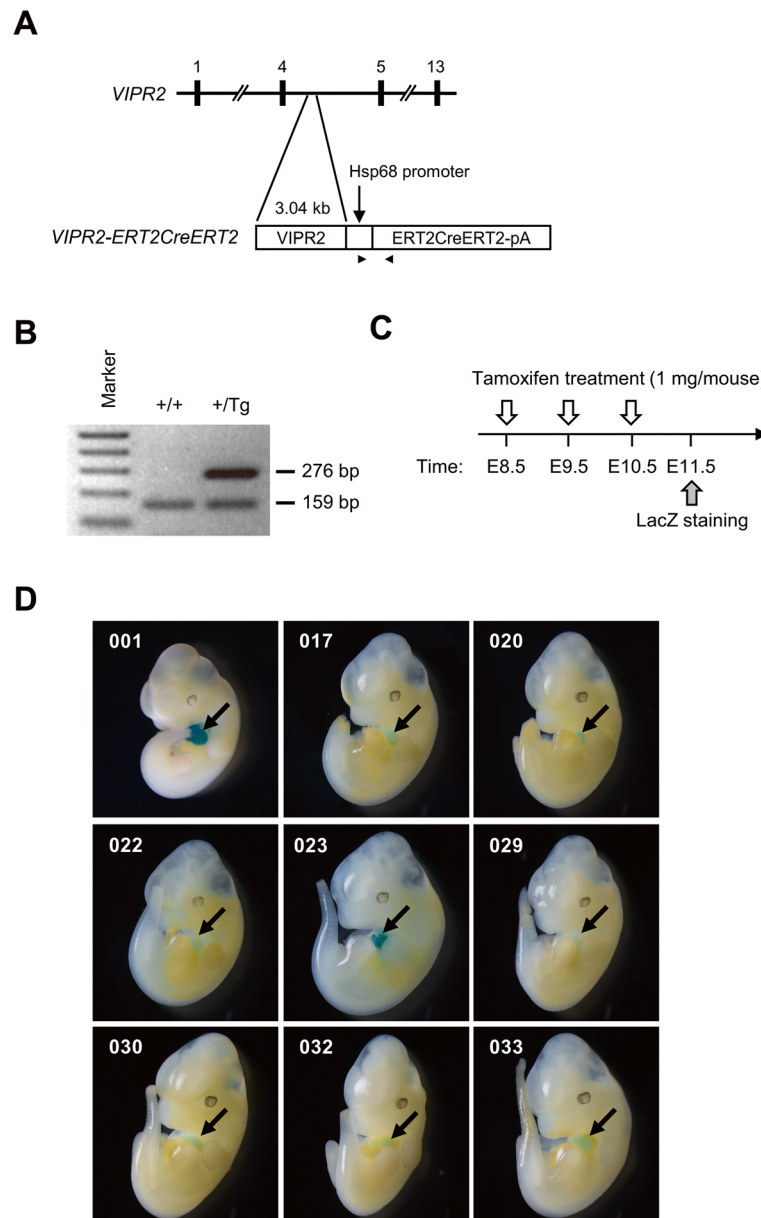 A
1 4 5 13
VIPR2
Hsp68 promoter
3.04 kb
VIPR2-ERT2CreERT2
VIPR2
ERT2CreERT2-pA
B
Marker
+/+
+/Tg
276 bp
159 bp
C
Tamoxifen treatment (1 mg/mouse
Time: E8.5 E9.5 E10.5 E11.5
LacZ staining
D
001 017 020
022 023 029
030 032 033